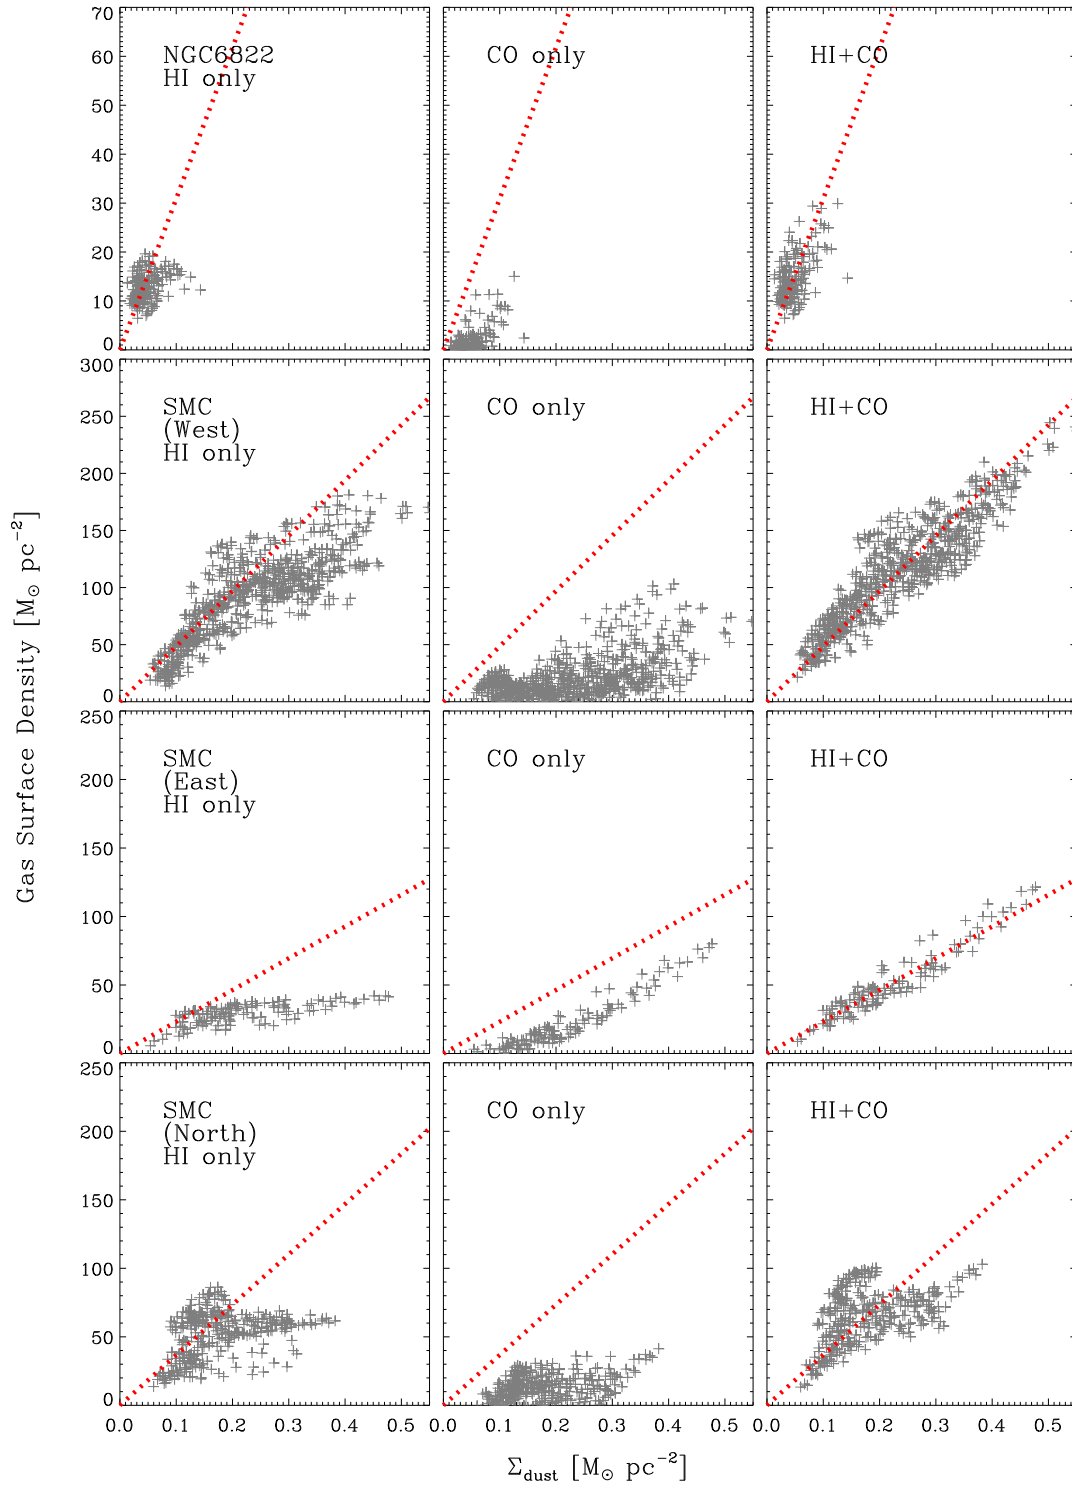 NGC6822
HI only
CO only
HI+CO
70
60
50
40
30
20
10
0
SMC
(West)
HI only
CO only
HI+CO
300
250
200
150
100
50
0
SMC
(East)
HI only
CO only
HI+CO
250
200
150
100
50
0
SMC
(North)
HI only
CO only
HI+CO
250
200
150
100
50
0
0.0 0.1 0.2 0.3 0.4 0.5
0.0 0.1 0.2 0.3 0.4 0.5
0.0 0.1 0.2 0.3 0.4 0.5
Gas Surface Density [M⊙ pc⁻²]
Σdust [M⊙ pc⁻²]